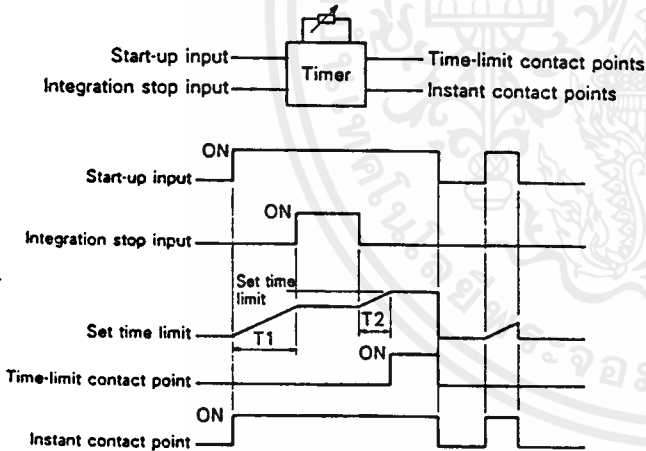 Start-up input
Integration stop input
Timer
Time-limit contact points
Instant contact points
ON
Start-up input
ON
Integration stop input
Set time
limit
Set time limit
T1
T2
ON
Time-limit contact point
ON
Instant contact point